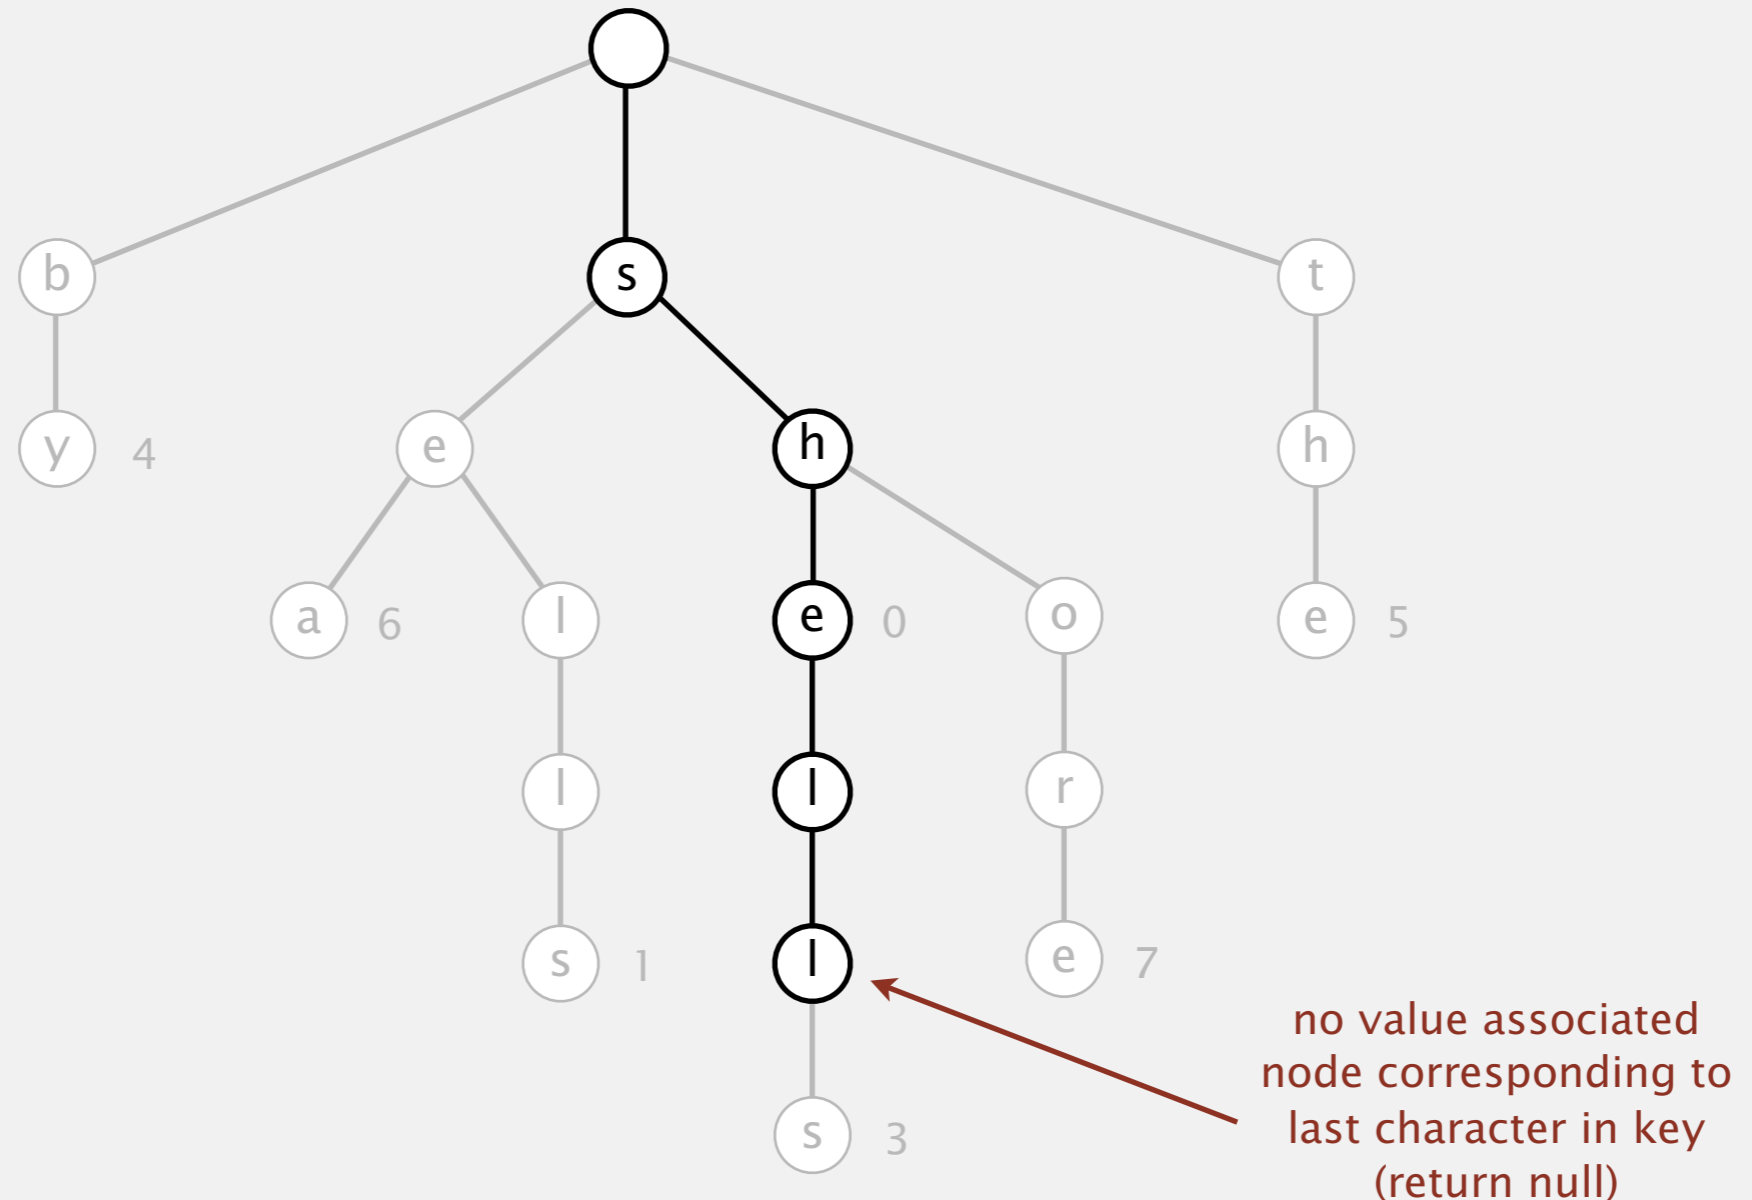 b s t
y 4 e h h
a 6 l e 0 o e 5
l l r
s 1 l e 7
s 3
no value associated
node corresponding to
last character in key
(return null)